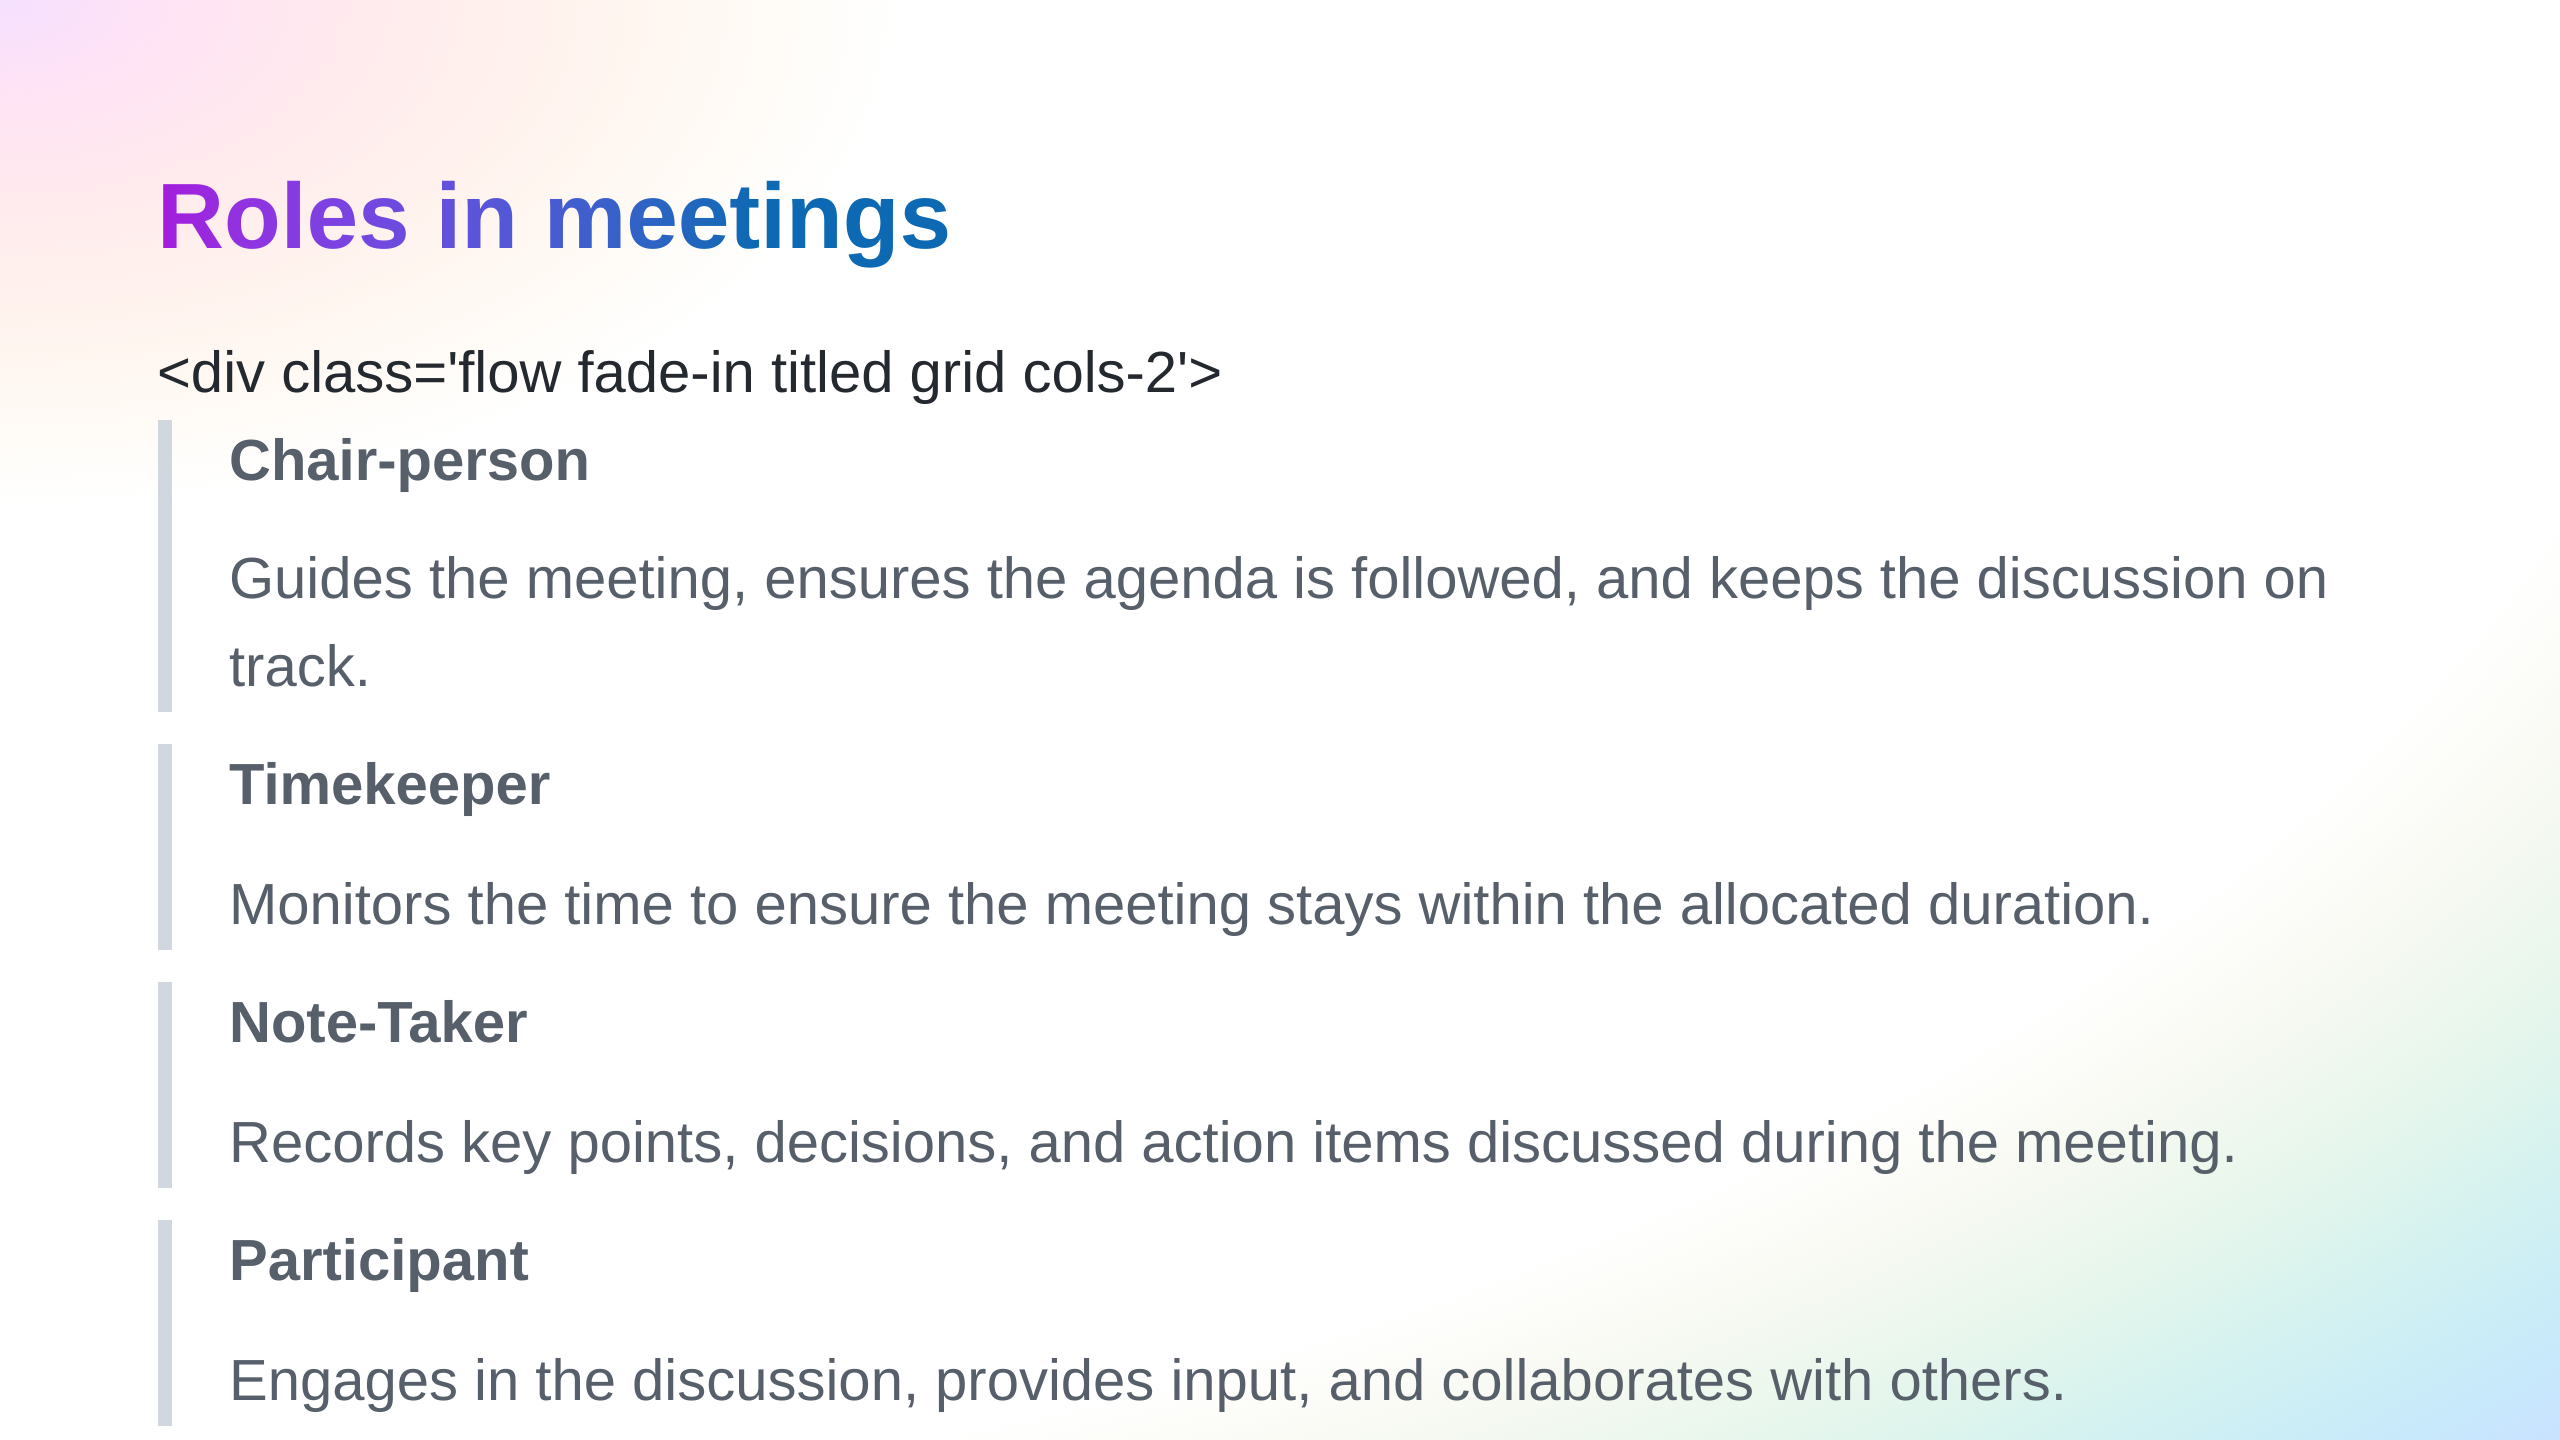 Roles in meetings
<div class='flow fade-in titled grid cols-2'>
Chair-person
Guides the meeting, ensures the agenda is followed, and keeps the discussion on
track.
Timekeeper
Monitors the time to ensure the meeting stays within the allocated duration.
Note-Taker
Records key points, decisions, and action items discussed during the meeting.
Participant
Engages in the discussion, provides input, and collaborates with others.